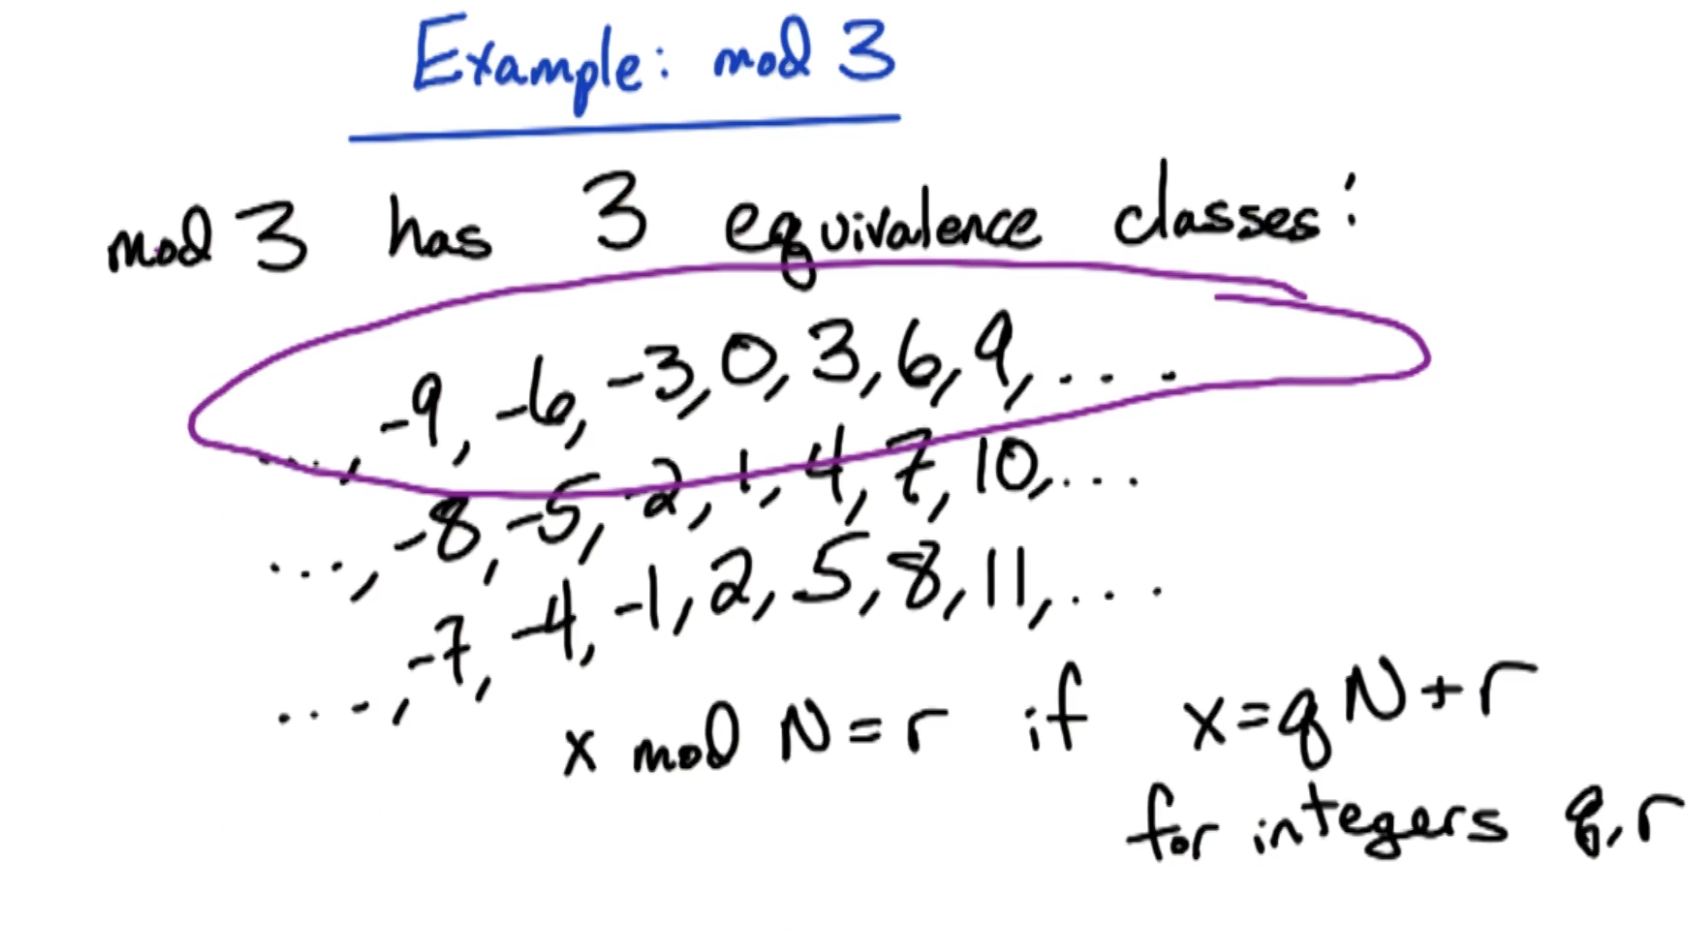 Example: mod 3
mod 3 has 3 equivalence classes:
..., -9, -6, -3, 0, 3, 6, 9, ...
..., -8, -5, -2, 1, 4, 7, 10, ...
..., -7, -4, -1, 2, 5, 8, 11, ...
x mod N = r if x = qN + r
for integers q, r